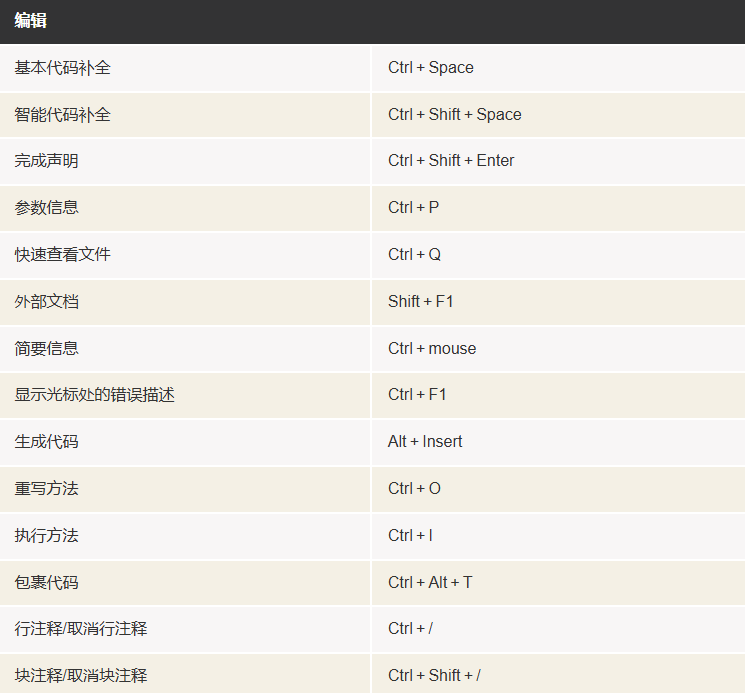 编辑
基本代码补全 Ctrl + Space
智能代码补全 Ctrl + Shift + Space
完成声明 Ctrl + Shift + Enter
参数信息 Ctrl + P
快速查看文件 Ctrl + Q
外部文档 Shift + F1
简要信息 Ctrl + mouse
显示光标处的错误描述 Ctrl + F1
生成代码 Alt + Insert
重写方法 Ctrl + O
执行方法 Ctrl + I
包裹代码 Ctrl + Alt + T
行注释/取消行注释 Ctrl + /
块注释/取消块注释 Ctrl + Shift + /